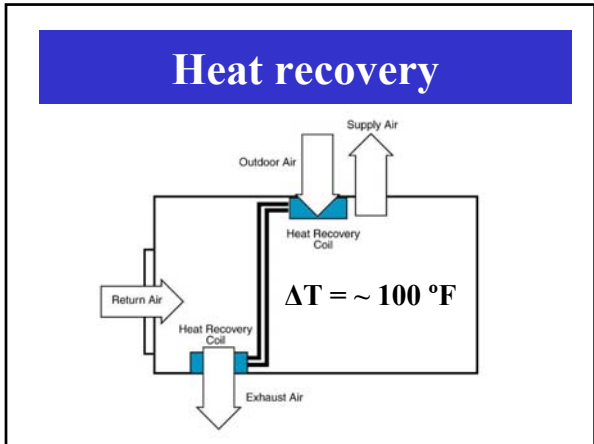 Heat recovery
Supply Air
Outdoor Air
Heat Recovery
Coil
ΔT = ~ 100 ºF
Return Air
Heat Recovery
Coil
Exhaust Air